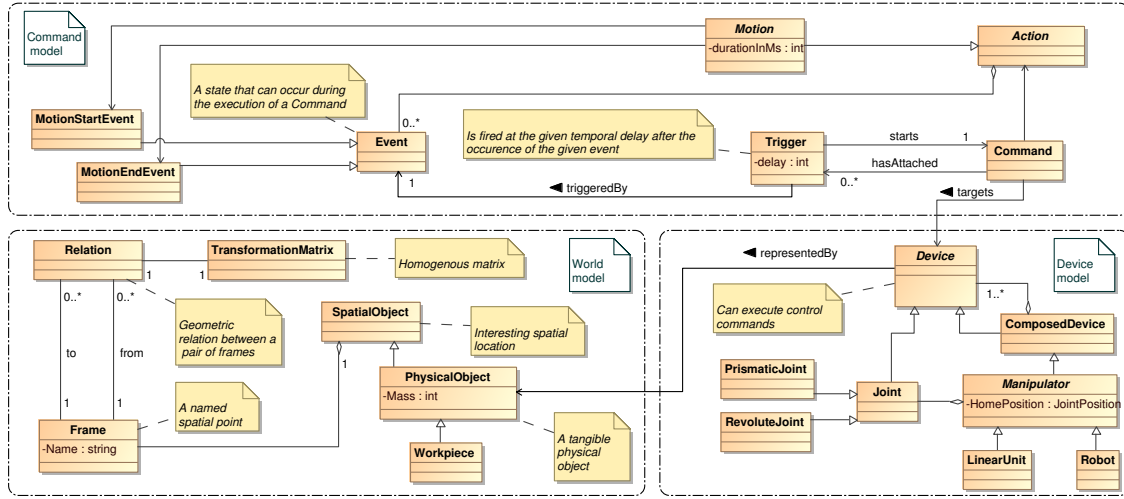 Command
model
Motion
-durationInMs : int
Action
A state that can occur during
the execution of a Command
MotionStartEvent
0..*
Event
Is fired at the given temporal delay after the
occurence of the given event
Trigger
-delay : int
starts
1
Command
hasAttached
0..*
MotionEndEvent
1
triggeredBy
targets
Relation
TransformationMatrix
1
1
Homogenous matrix
World
model
0..*
0..*
Geometric
relation between a
pair of frames
SpatialObject
Interesting spatial
location
to
from
1
PhysicalObject
-Mass : int
1
1
A named
spatial point
Frame
-Name : string
Workpiece
A tangible
physical
object
representedBy
Device
Device
model
1..*
Can execute control
commands
ComposedDevice
PrismaticJoint
Joint
Manipulator
-HomePosition : JointPosition
RevoluteJoint
LinearUnit
Robot